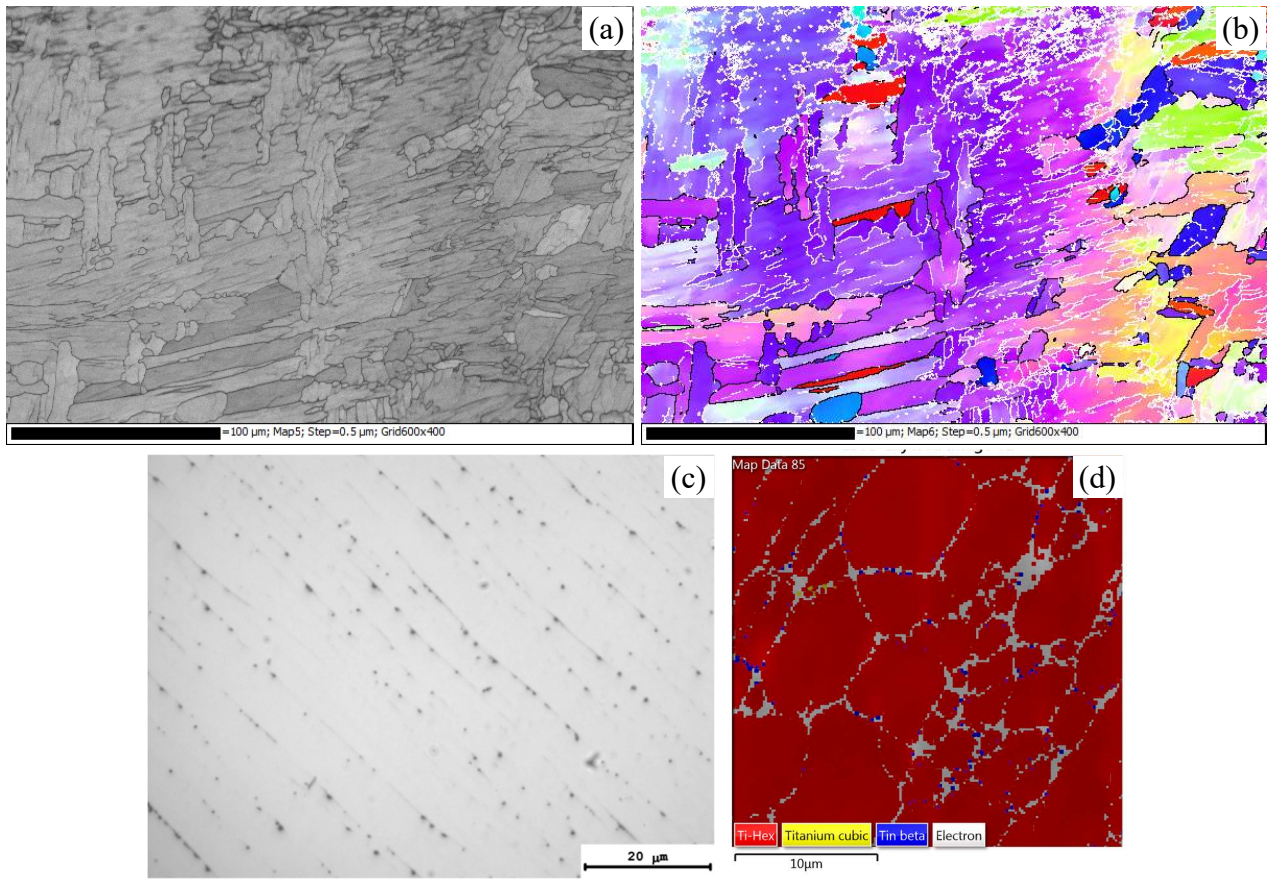 (a)
(b)
=100 µm; Map5; Step=0.5 µm; Grid600x400
=100 µm; Map6; Step=0.5 µm; Grid600x400
(c)
Map Data 85
(d)
20 µm
Ti-Hex
Titanium cubic
Tin beta
Electron
10µm